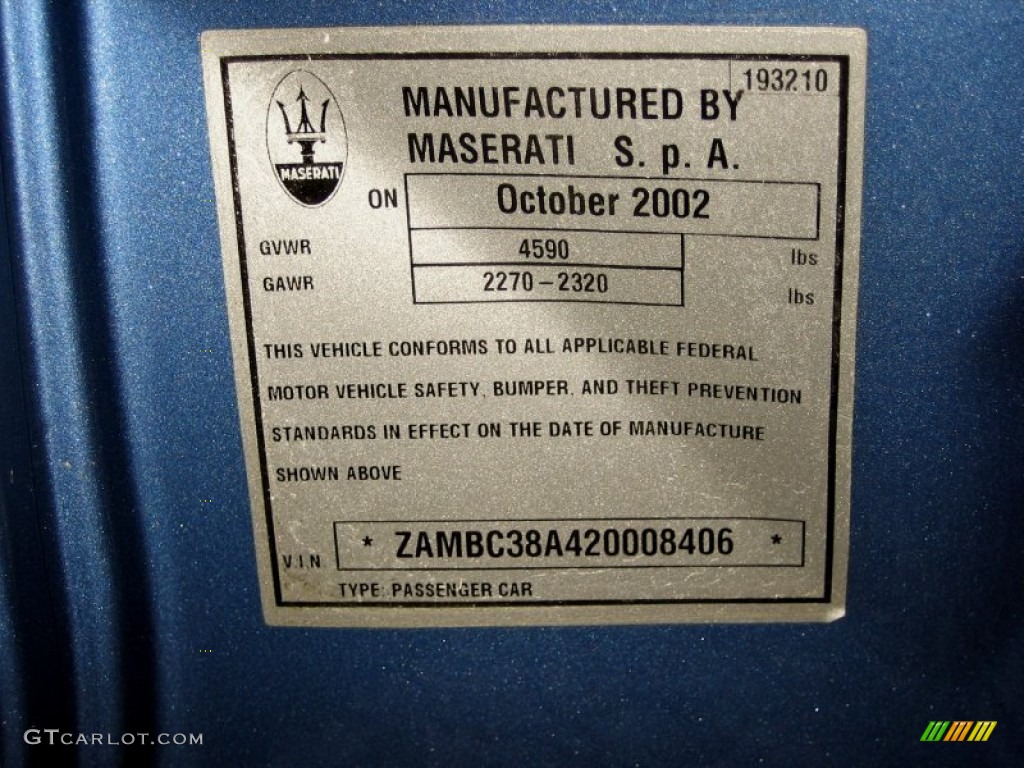 193210
MANUFACTURED BY
MASERATI S. p. A.
MASERATI
ON October 2002
GVWR 4590 lbs
GAWR 2270-2320 lbs
THIS VEHICLE CONFORMS TO ALL APPLICABLE FEDERAL
MOTOR VEHICLE SAFETY, BUMPER, AND THEFT PREVENTION
STANDARDS IN EFFECT ON THE DATE OF MANUFACTURE
SHOWN ABOVE
V.I.N. * ZAMBC38A420008406 *
TYPE: PASSENGER CAR
GTCARLOT.COM